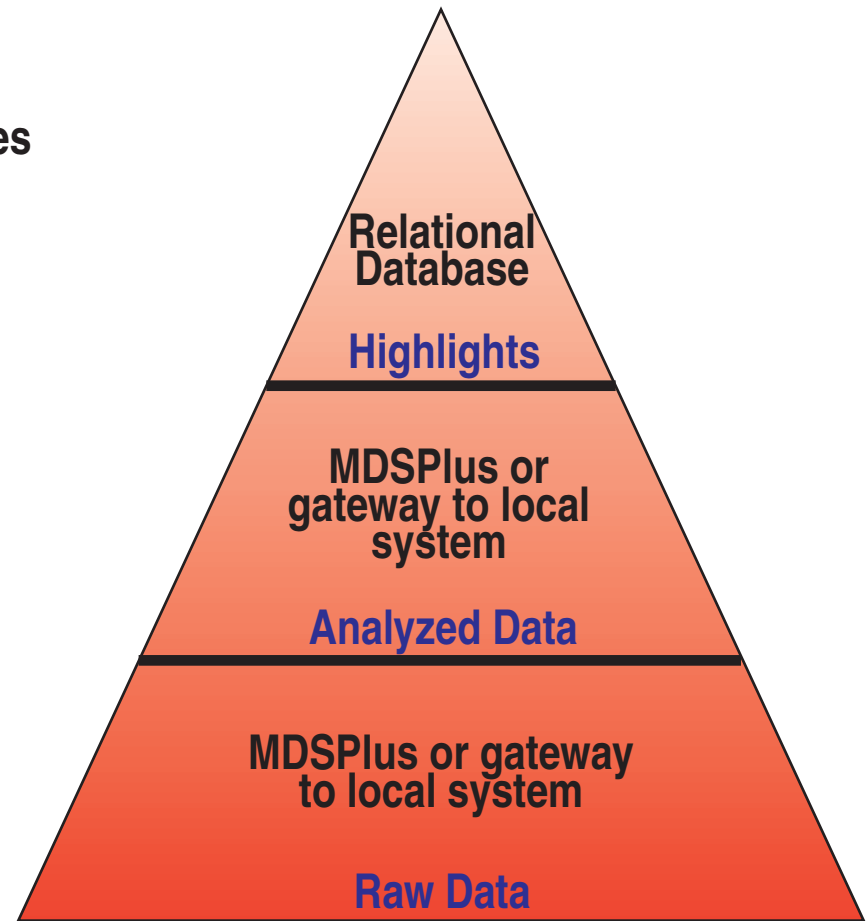 es
Relational
Database
Highlights
MDSPlus or
gateway to local
system
Analyzed Data
MDSPlus or gateway
to local system
Raw Data